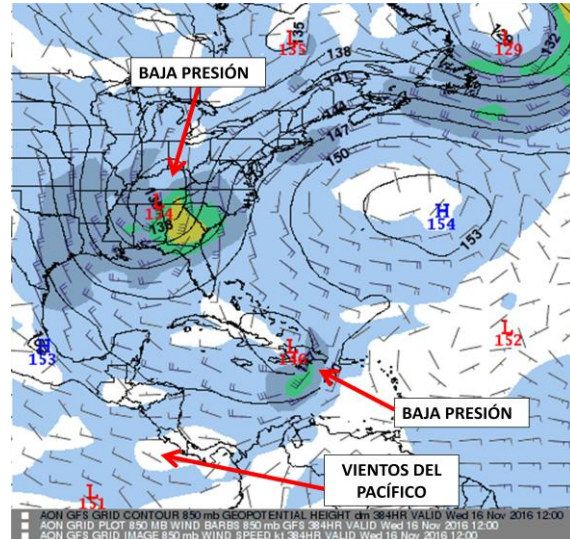 135
L
135
138
L
129
132
BAJA PRESIÓN
141
144
147
150
L
134
138
H
154
153
H
153
L
146
L
152
BAJA PRESIÓN
VIENTOS DEL
PACÍFICO
L
151
AON GFS GRID CONTOUR 850 mb GEOPOTENTIAL HEIGHT dm 384HR VALID Wed 16 Nov 2016 12:00
AON GRID PLOT 850 MB WIND BARBS 850 mb GFS 384HR VALID Wed 16 Nov 2016 12:00
AON GFS GRID IMAGE 850 mb WIND SPEED kt 384HR VALID Wed 16 Nov 2016 12:00